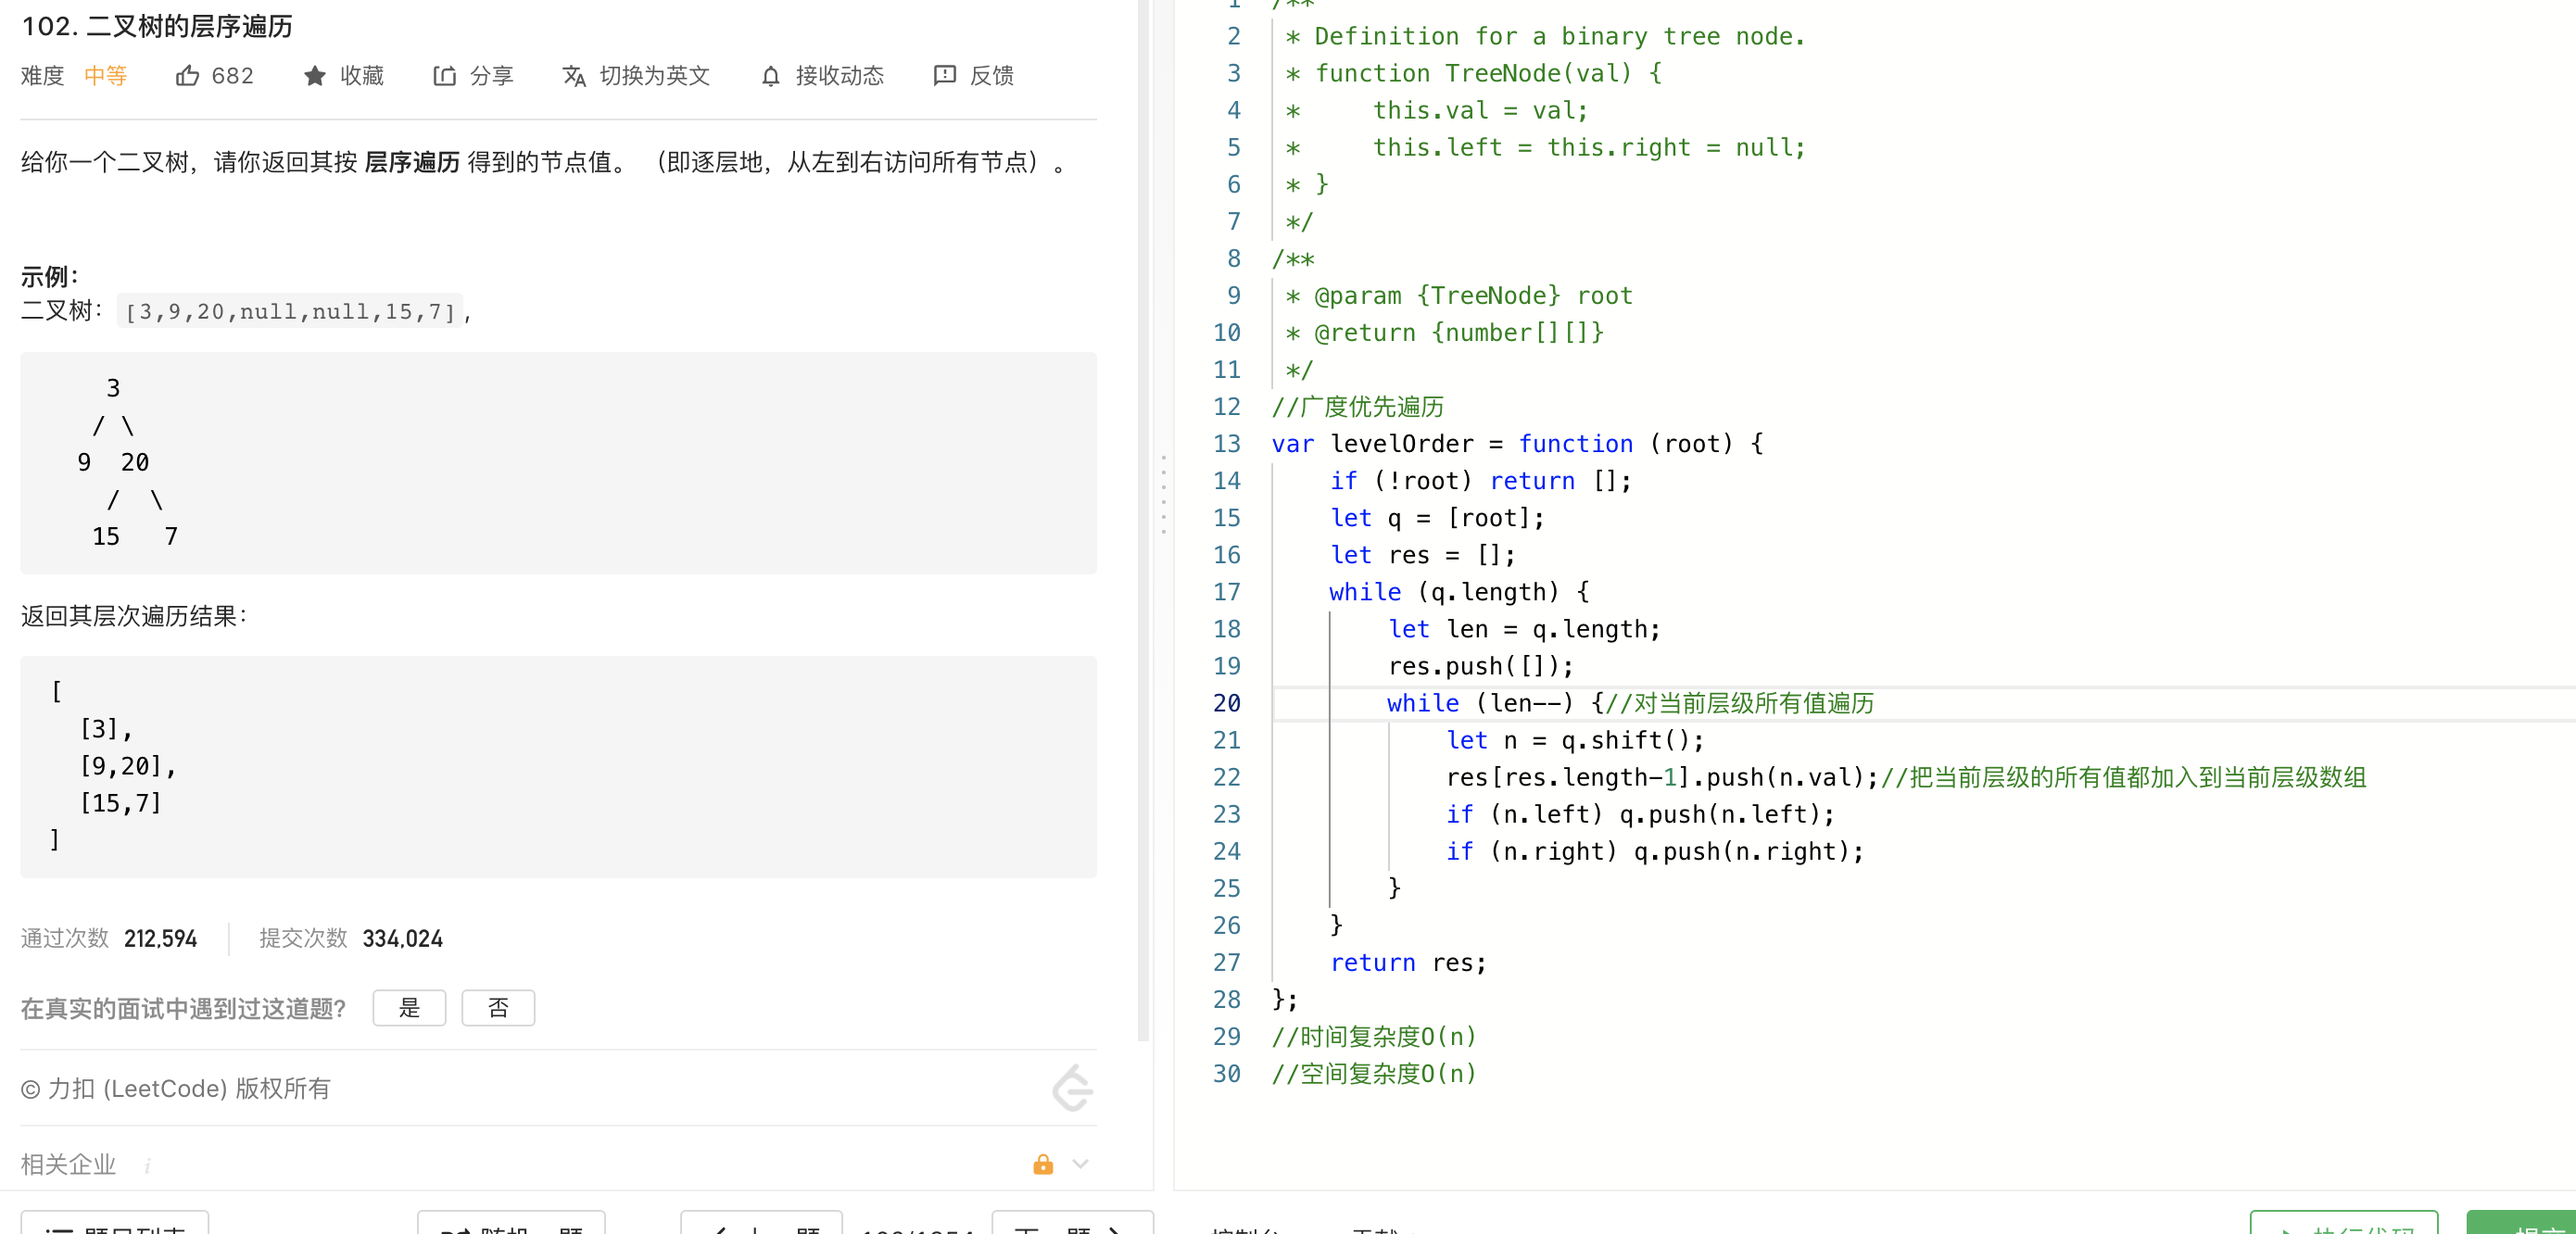 102. 二叉树的层序遍历
难度 中等 682 收藏 分享 切换为英文 接收动态 反馈
给你一个二叉树，请你返回其按 层序遍历 得到的节点值。 （即逐层地，从左到右访问所有节点）。
示例：
二叉树：[3,9,20,null,null,15,7],
3
/ \
9  20
/  \
15   7
返回其层次遍历结果：
[
[3],
[9,20],
[15,7]
]
通过次数 212,594 提交次数 334,024
在真实的面试中遇到过这道题? 是 否
© 力扣 (LeetCode) 版权所有
相关企业 i
1 /**
2 * Definition for a binary tree node.
3 * function TreeNode(val) {
4 *     this.val = val;
5 *     this.left = this.right = null;
6 * }
7 */
8 /**
9 * @param {TreeNode} root
10 * @return {number[][]}
11 */
12 //广度优先遍历
13 var levelOrder = function (root) {
14     if (!root) return [];
15     let q = [root];
16     let res = [];
17     while (q.length) {
18         let len = q.length;
19         res.push([]);
20         while (len--) {//对当前层级所有值遍历
21             let n = q.shift();
22             res[res.length-1].push(n.val);//把当前层级的所有值都加入到当前层级数组
23             if (n.left) q.push(n.left);
24             if (n.right) q.push(n.right);
25         }
26     }
27     return res;
28 };
29 //时间复杂度O(n)
30 //空间复杂度O(n)